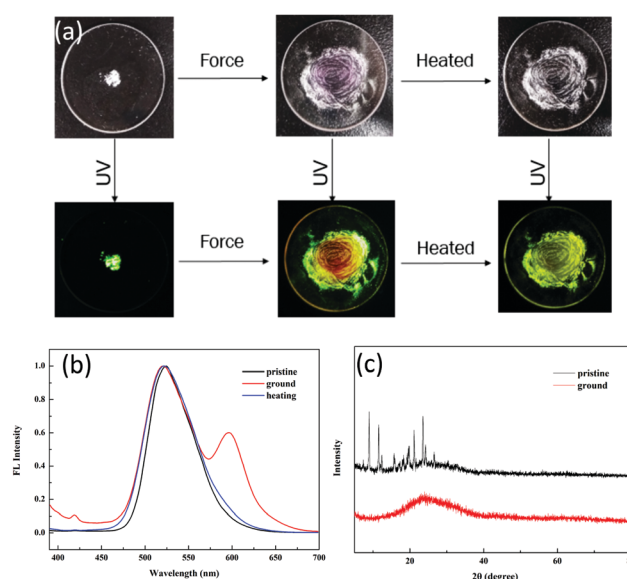 (a)
Force
Heated
UV
UV
UV
Force
Heated
(b)
1.0
0.8
0.6
0.4
0.2
0.0
FL Intensity
pristine
ground
heating
400
450
500
550
600
650
700
Wavelength (nm)
(c)
Intensity
pristine
ground
20
40
60
2θ (degree)